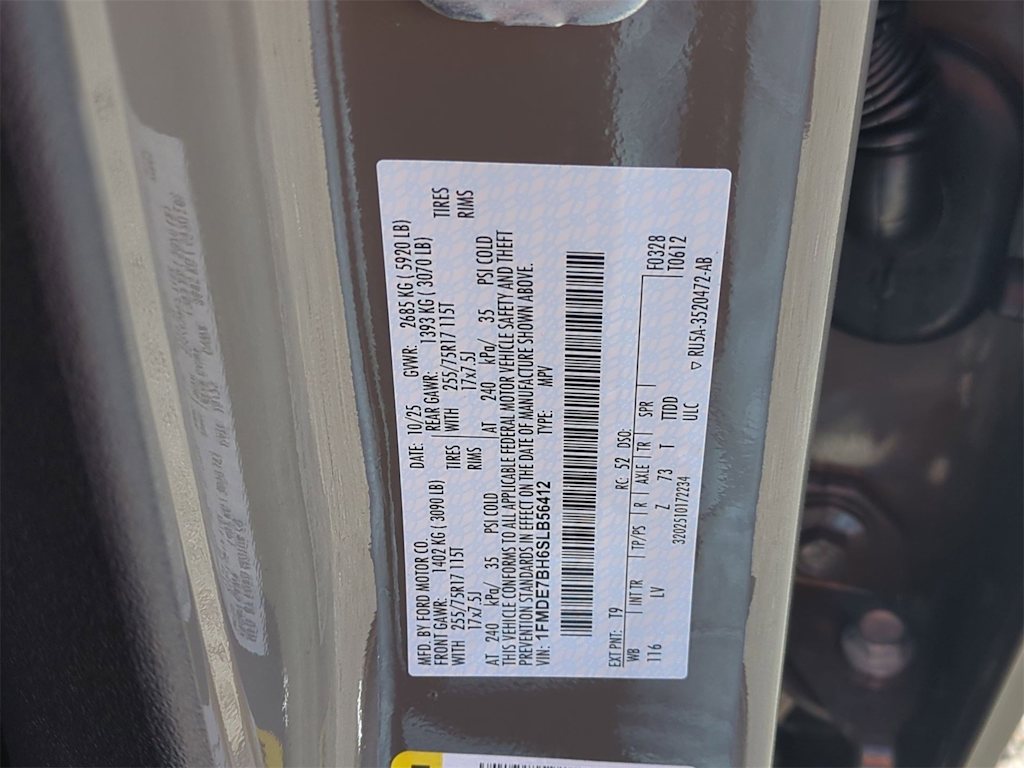 MFD. BY FORD MOTOR CO. DATE: 10/25 GVWR: 2685 KG ( 5920 LB)
FRONT GAWR: 1402 KG ( 3090 LB) REAR GAWR: 1393 KG ( 3070 LB)
WITH 255/75R17 115T TIRES WITH 255/75R17 115T TIRES
17x7.5J RIMS 17x7.5J RIMS
AT 240 kPa/ 35 PSI COLD AT 240 kPa/ 35 PSI COLD
THIS VEHICLE CONFORMS TO ALL APPLICABLE FEDERAL MOTOR VEHICLE SAFETY AND THEFT
PREVENTION STANDARDS IN EFFECT ON THE DATE OF MANUFACTURE SHOWN ABOVE.
VIN: 1FMDE7BH6SLB56412 TYPE: MPV
EXT PNT: T9 RC: 52 DSO:
WB INT TR TP/PS R AXLE TR SPR F0328
116 LV Z 73 T TTDD T0612
3202510172234 ULC
▽ RU5A-3520472-AB